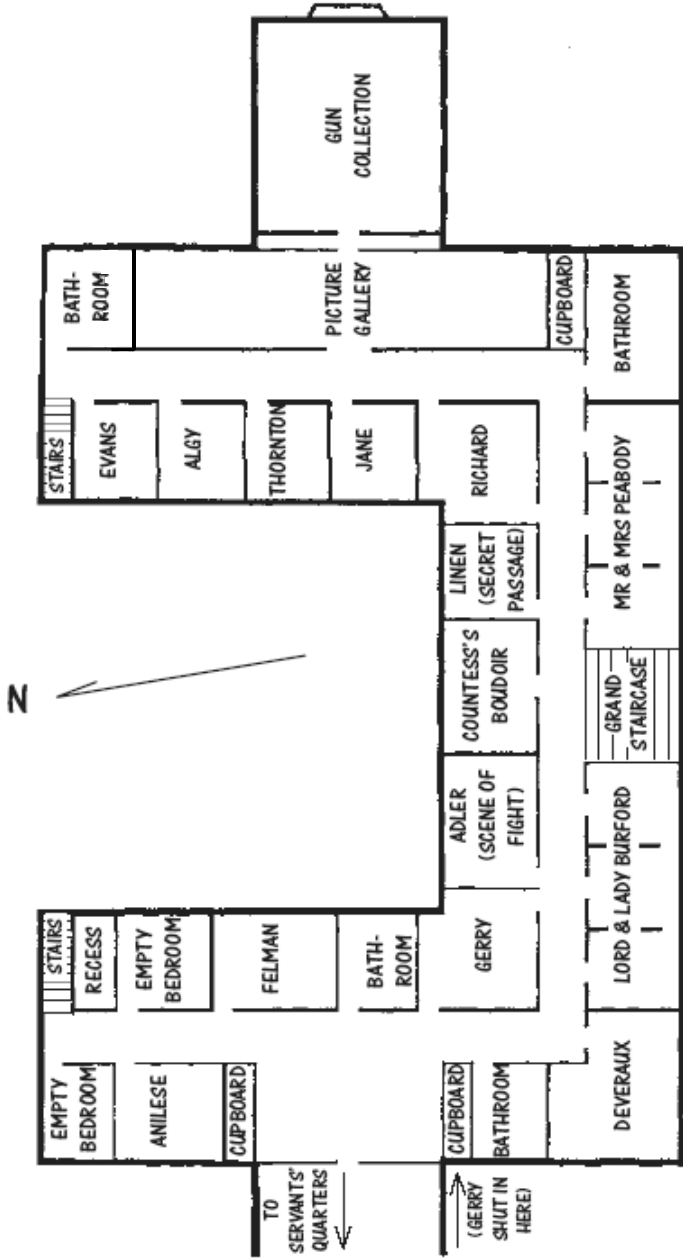 N
GUN
COLLECTION
BATH-
ROOM
PICTURE
GALLERY
CUPBOARD
BATHROOM
STAIRS
EVANS
ALGY
THORNTON
JANE
RICHARD
MR & MRS PEABODY
LINEN
(SECRET
PASSAGE)
COUNTESS'S
BOUDOIR
GRAND
STAIRCASE
ADLER
(SCENE OF
FIGHT)
LORD & LADY BURFORD
STAIRS
RECESS
EMPTY
BEDROOM
FELMAN
BATH-
ROOM
GERRY
EMPTY
BEDROOM
ANILESE
CUPBOARD
CUPBOARD
BATHROOM
DEVERAUX
TO
SERVANTS'
QUARTERS
(GERRY
SHUT IN
HERE)